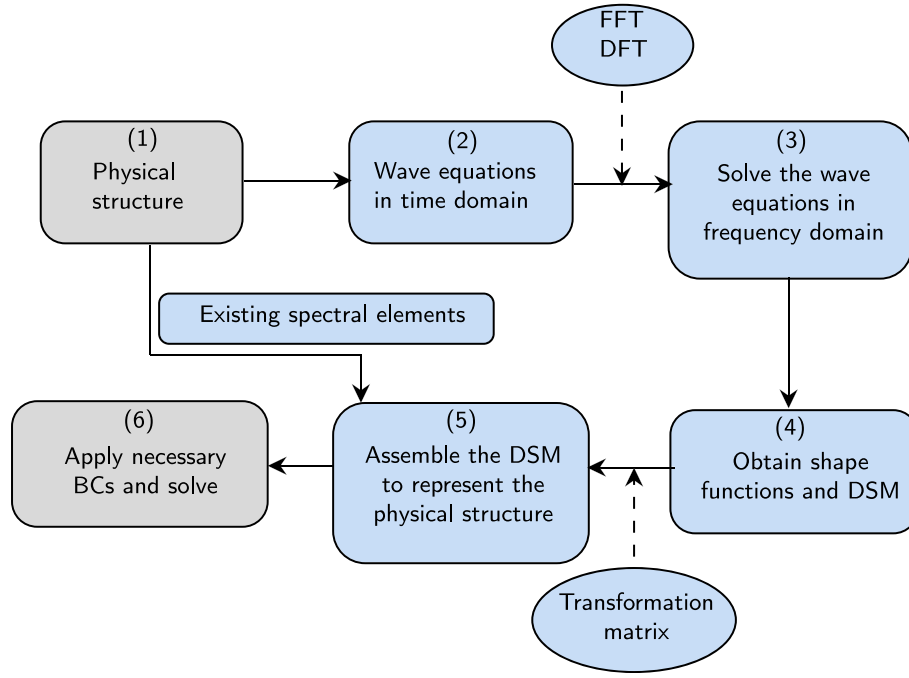 FFT
DFT
(1)
Physical
structure
(2)
Wave equations
in time domain
(3)
Solve the wave
equations in
frequency domain
Existing spectral elements
(4)
Obtain shape
functions and DSM
(5)
Assemble the DSM
to represent the
physical structure
(6)
Apply necessary
BCs and solve
Transformation
matrix